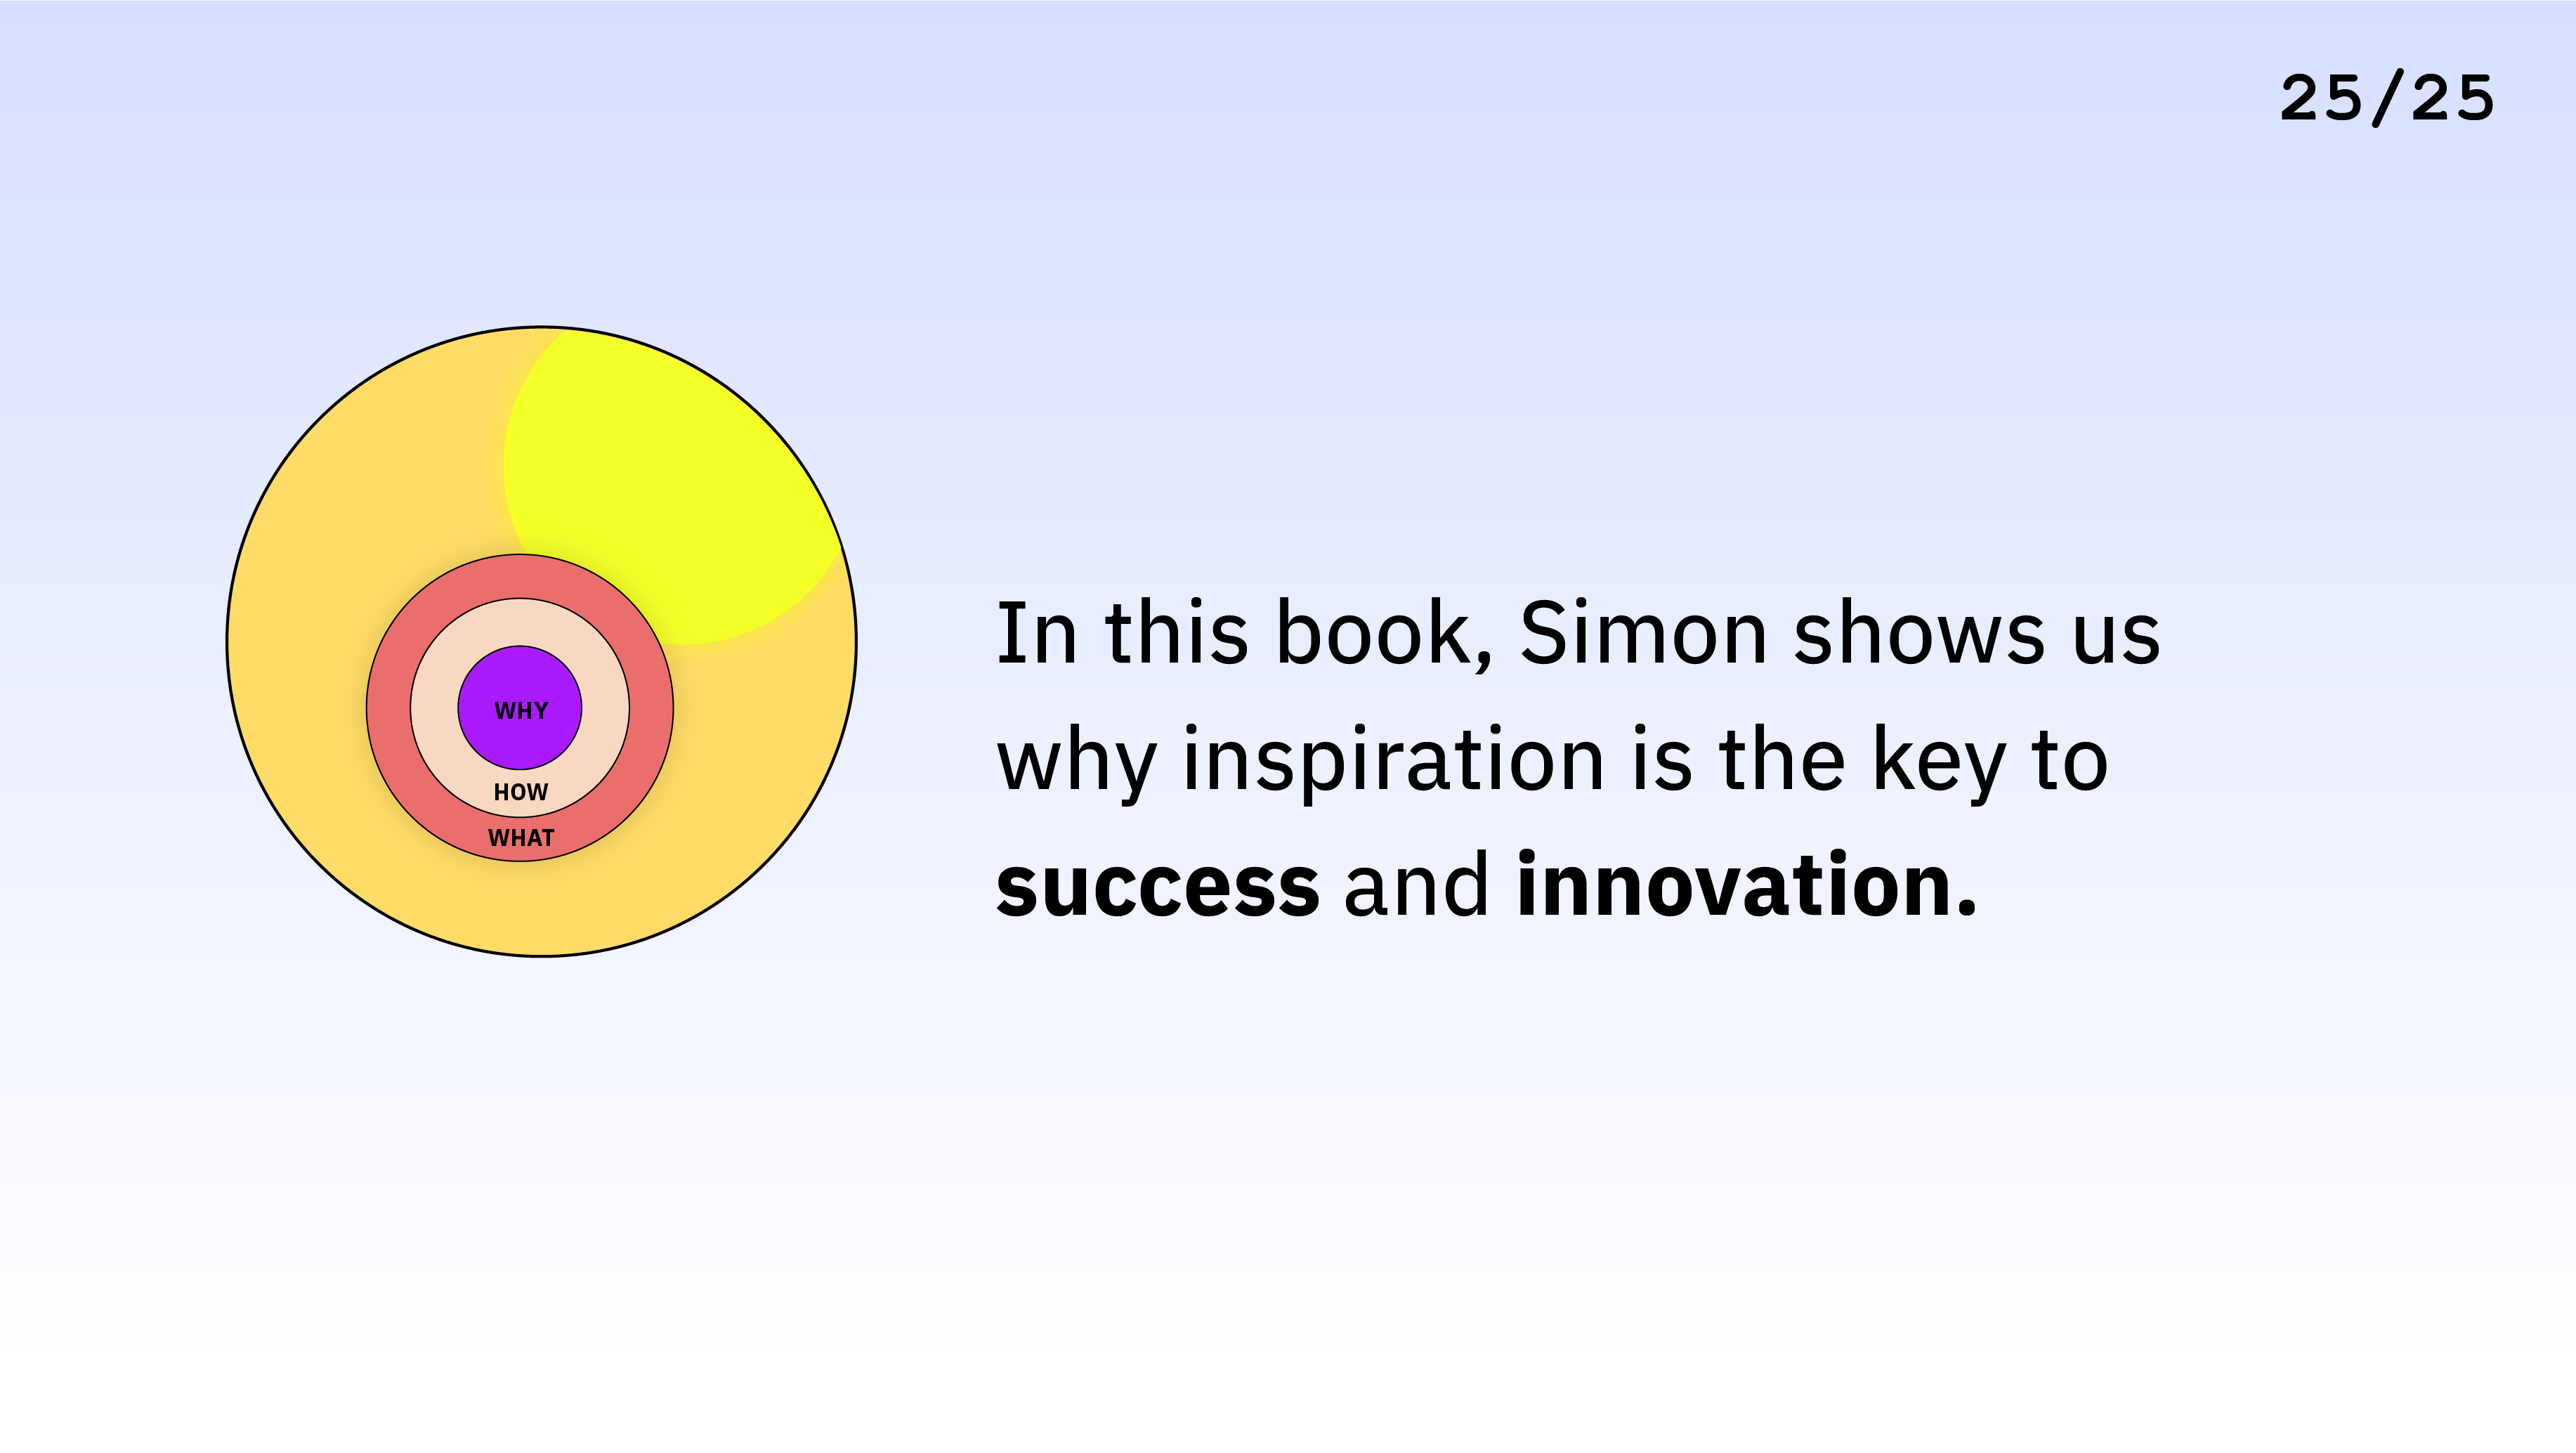 25/25
WHY
HOW
WHAT
In this book, Simon shows us
why inspiration is the key to
success and innovation.